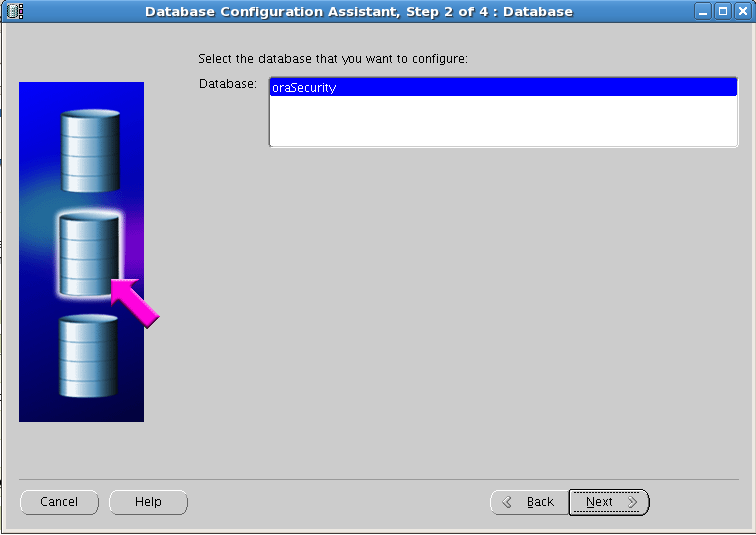 Database Configuration Assistant, Step 2 of 4 : Database
Select the database that you want to configure:
Database:
oraSecurity
Cancel
Help
Back
Next